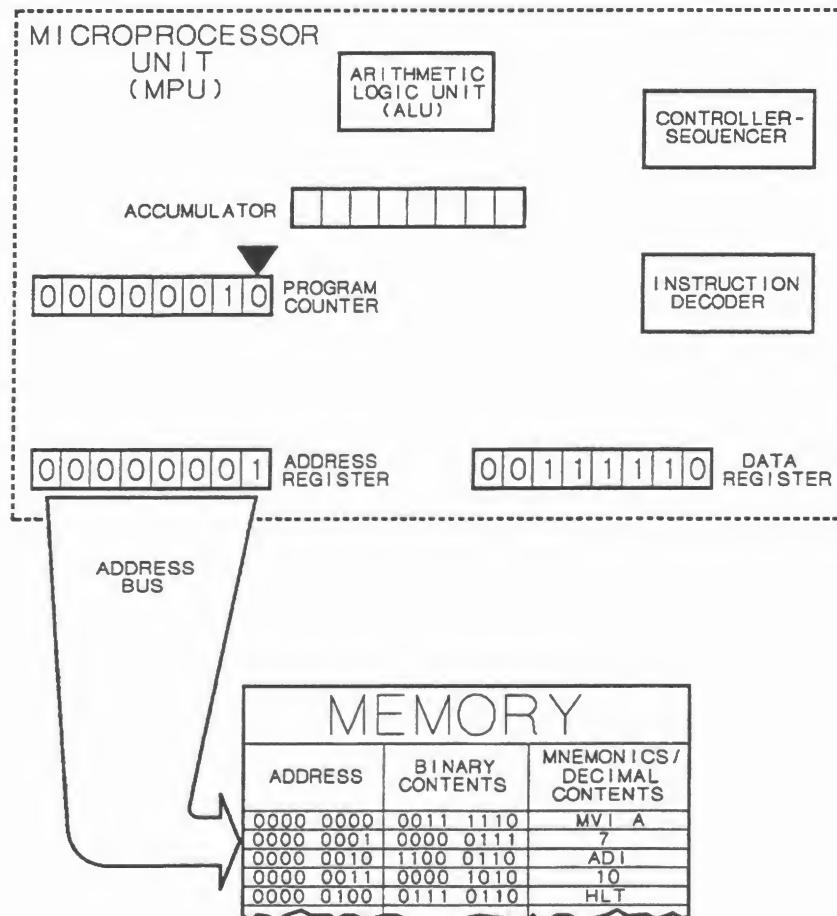 MICROPROCESSOR
UNIT
(MPU)
ARITHMETIC
LOGIC UNIT
(ALU)
CONTROLLER-
SEQUENCER
ACCUMULATOR
0 0 0 0 0 0 1 0 PROGRAM
COUNTER
INSTRUCTION
DECODER
0 0 0 0 0 0 0 1 ADDRESS
REGISTER
0 0 1 1 1 1 1 0 DATA
REGISTER
ADDRESS
BUS
MEMORY
ADDRESS
BINARY
CONTENTS
MNEMONICS/
DECIMAL
CONTENTS
0000 0000 0011 1110 MVI A
0000 0001 0000 0111 7
0000 0010 1100 0110 ADI
0000 0011 0000 1010 10
0000 0100 0111 0110 HLT